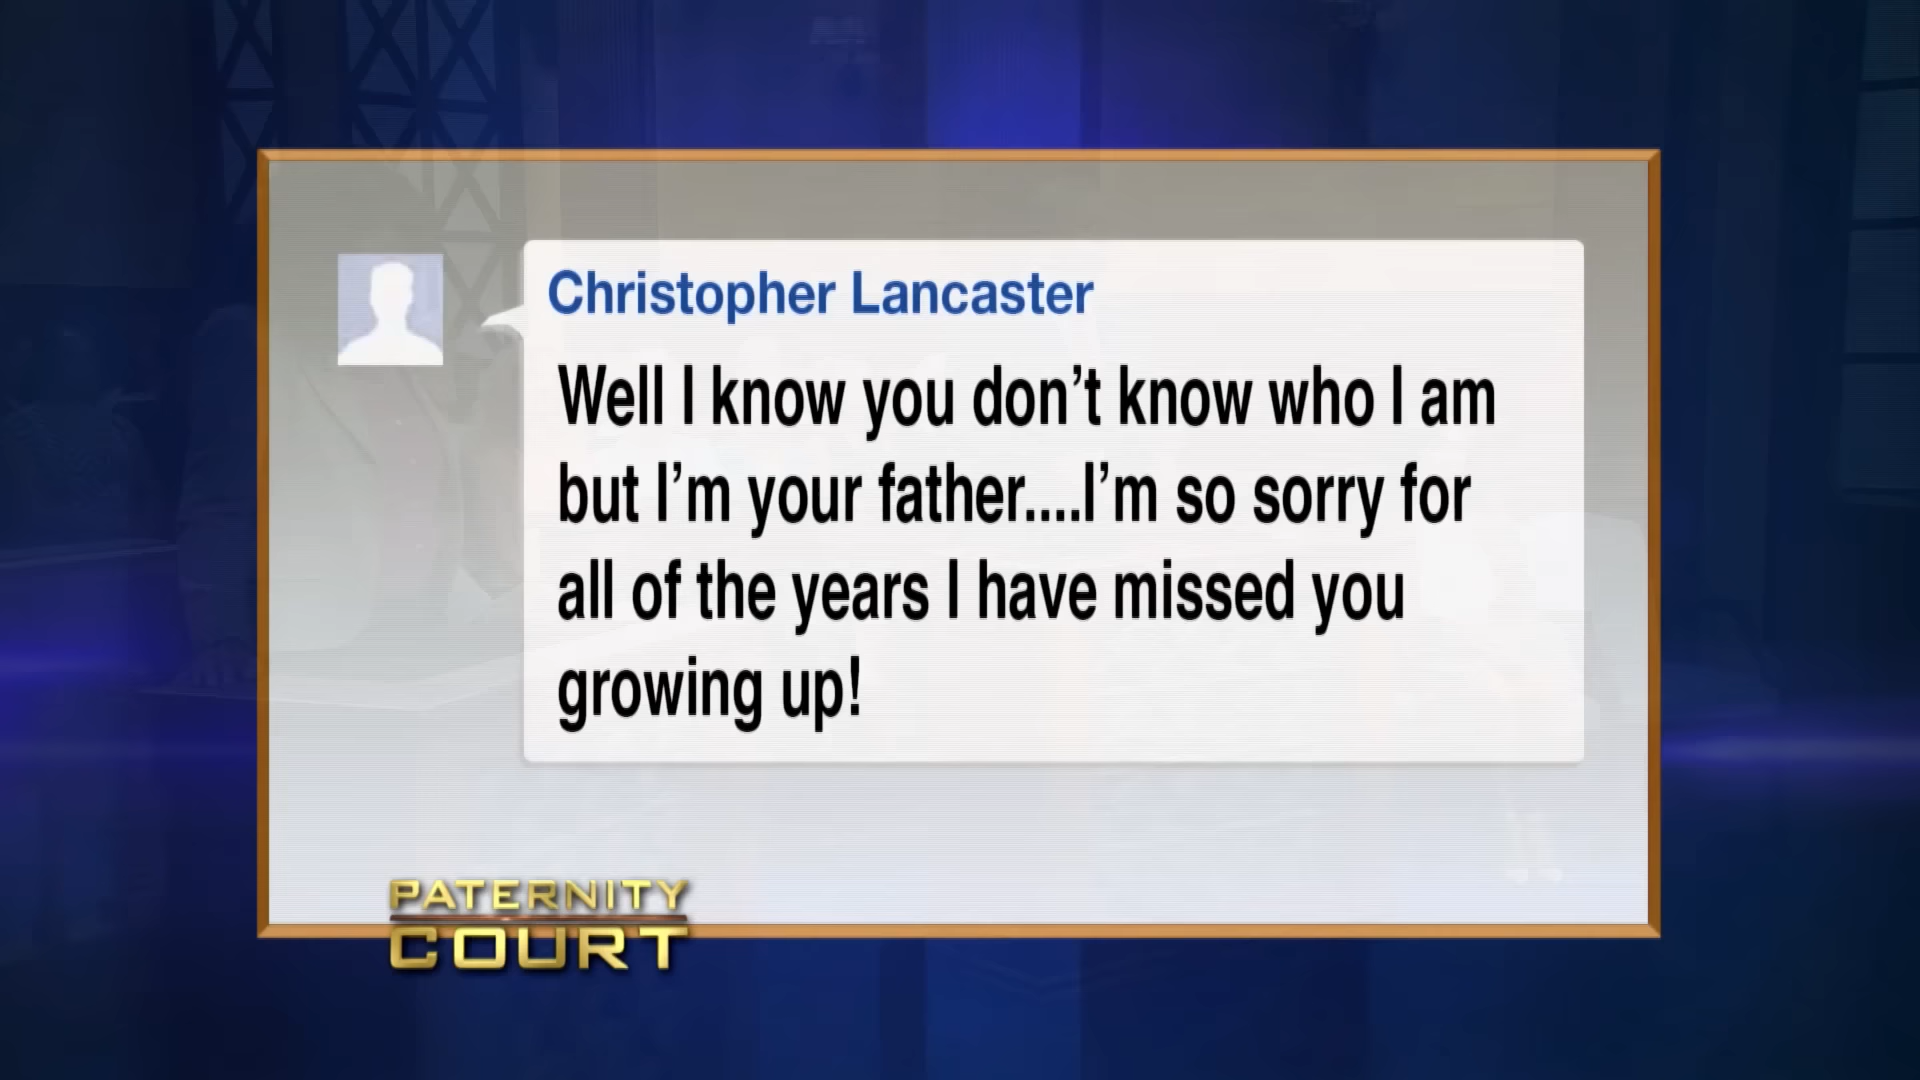 Christopher Lancaster
Well I know you don’t know who I am
but I’m your father....I’m so sorry for
all of the years I have missed you
growing up!
PATERNITY
COURT